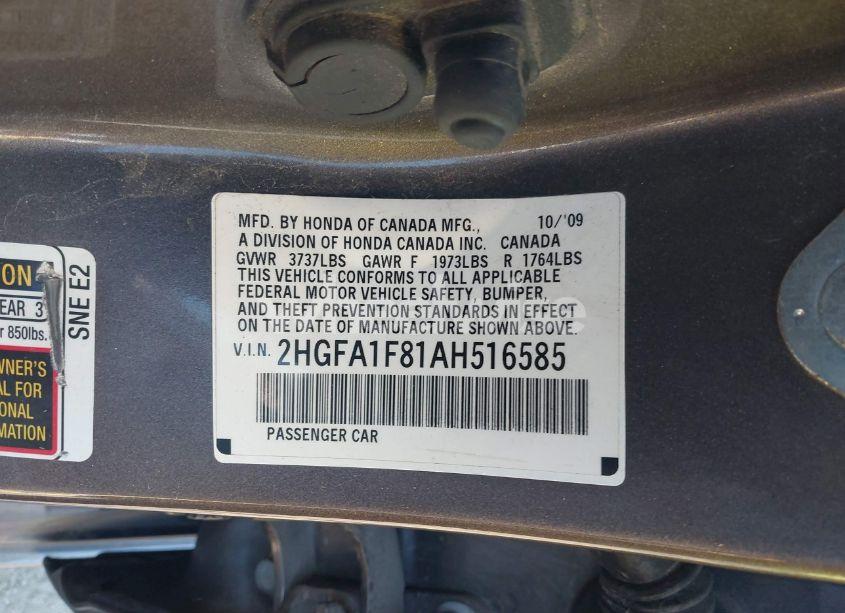 MFD. BY HONDA OF CANADA MFG., 10/'09
A DIVISION OF HONDA CANADA INC. CANADA
GVWR 3737LBS GAWR F 1973LBS R 1764LBS
THIS VEHICLE CONFORMS TO ALL APPLICABLE
FEDERAL MOTOR VEHICLE SAFETY, BUMPER,
AND THEFT PREVENTION STANDARDS IN EFFECT
ON THE DATE OF MANUFACTURE SHOWN ABOVE.
V.I.N. 2HGFA1F81AH516585
PASSENGER CAR
ION
EAR 3
r 850lbs.
WNER'S
AL FOR
ONAL
RMATION
SNE E2